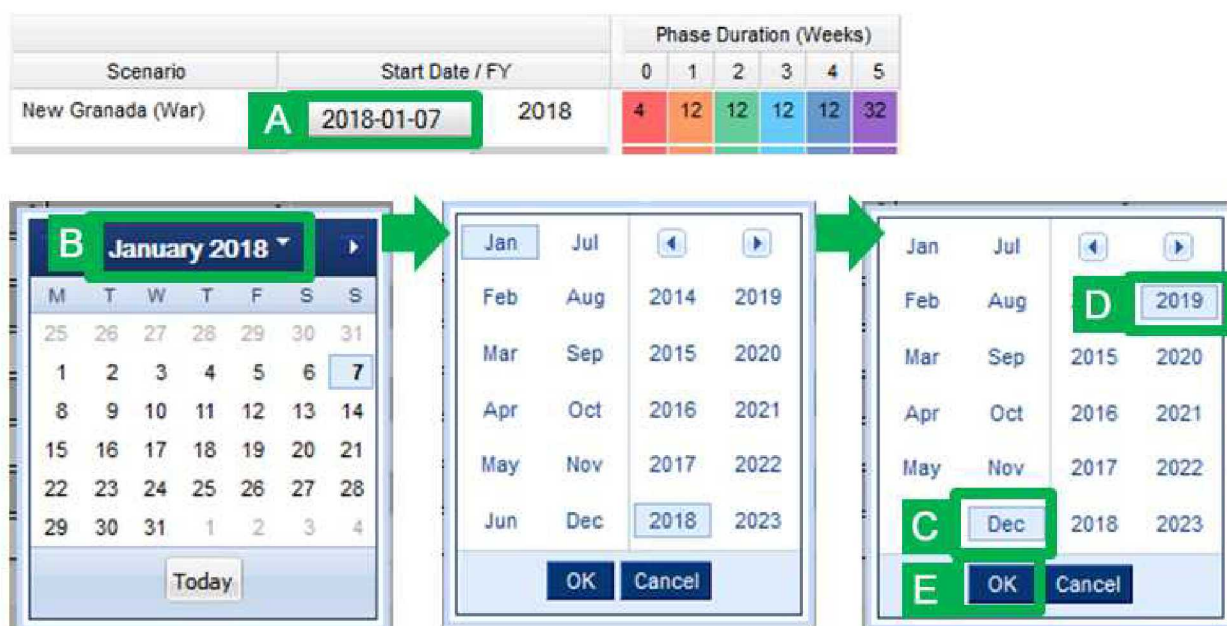 Phase Duration (Weeks)
Scenario Start Date / FY 0 1 2 3 4 5
New Granada (War) A 2018-01-07 2018 4 12 12 12 12 32
B January 2018
M T W T F S S
25 26 27 28 29 30 31
1 2 3 4 5 6 7
8 9 10 11 12 13 14
15 16 17 18 19 20 21
22 23 24 25 26 27 28
29 30 31 1 2 3 4
Today
Jan Jul
Feb Aug 2014 2019
Mar Sep 2015 2020
Apr Oct 2016 2021
May Nov 2017 2022
Jun Dec 2018 2023
OK Cancel
Jan Jul
Feb Aug D 2019
Mar Sep 2015 2020
Apr Oct 2016 2021
May Nov 2017 2022
C Dec 2018 2023
E OK Cancel